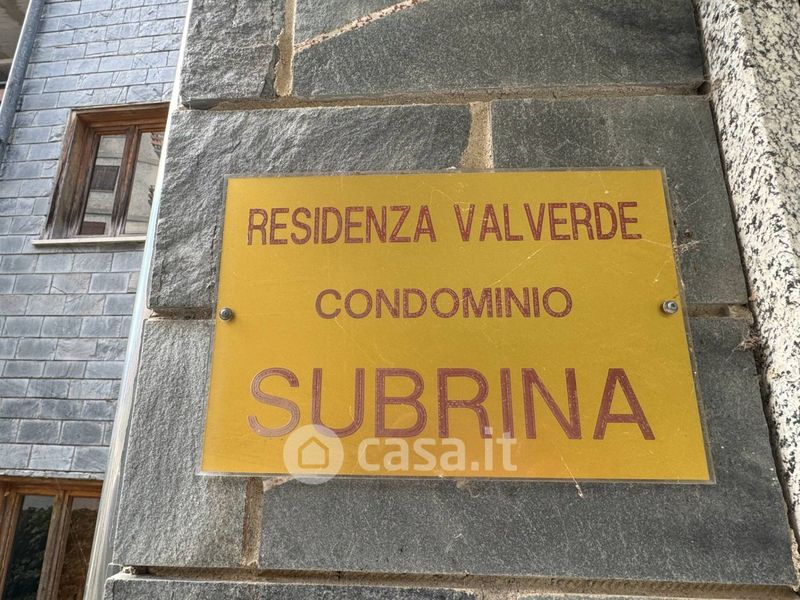 RESIDENZA VALVERDE
CONDOMINIO
SUBRINA
casa.it